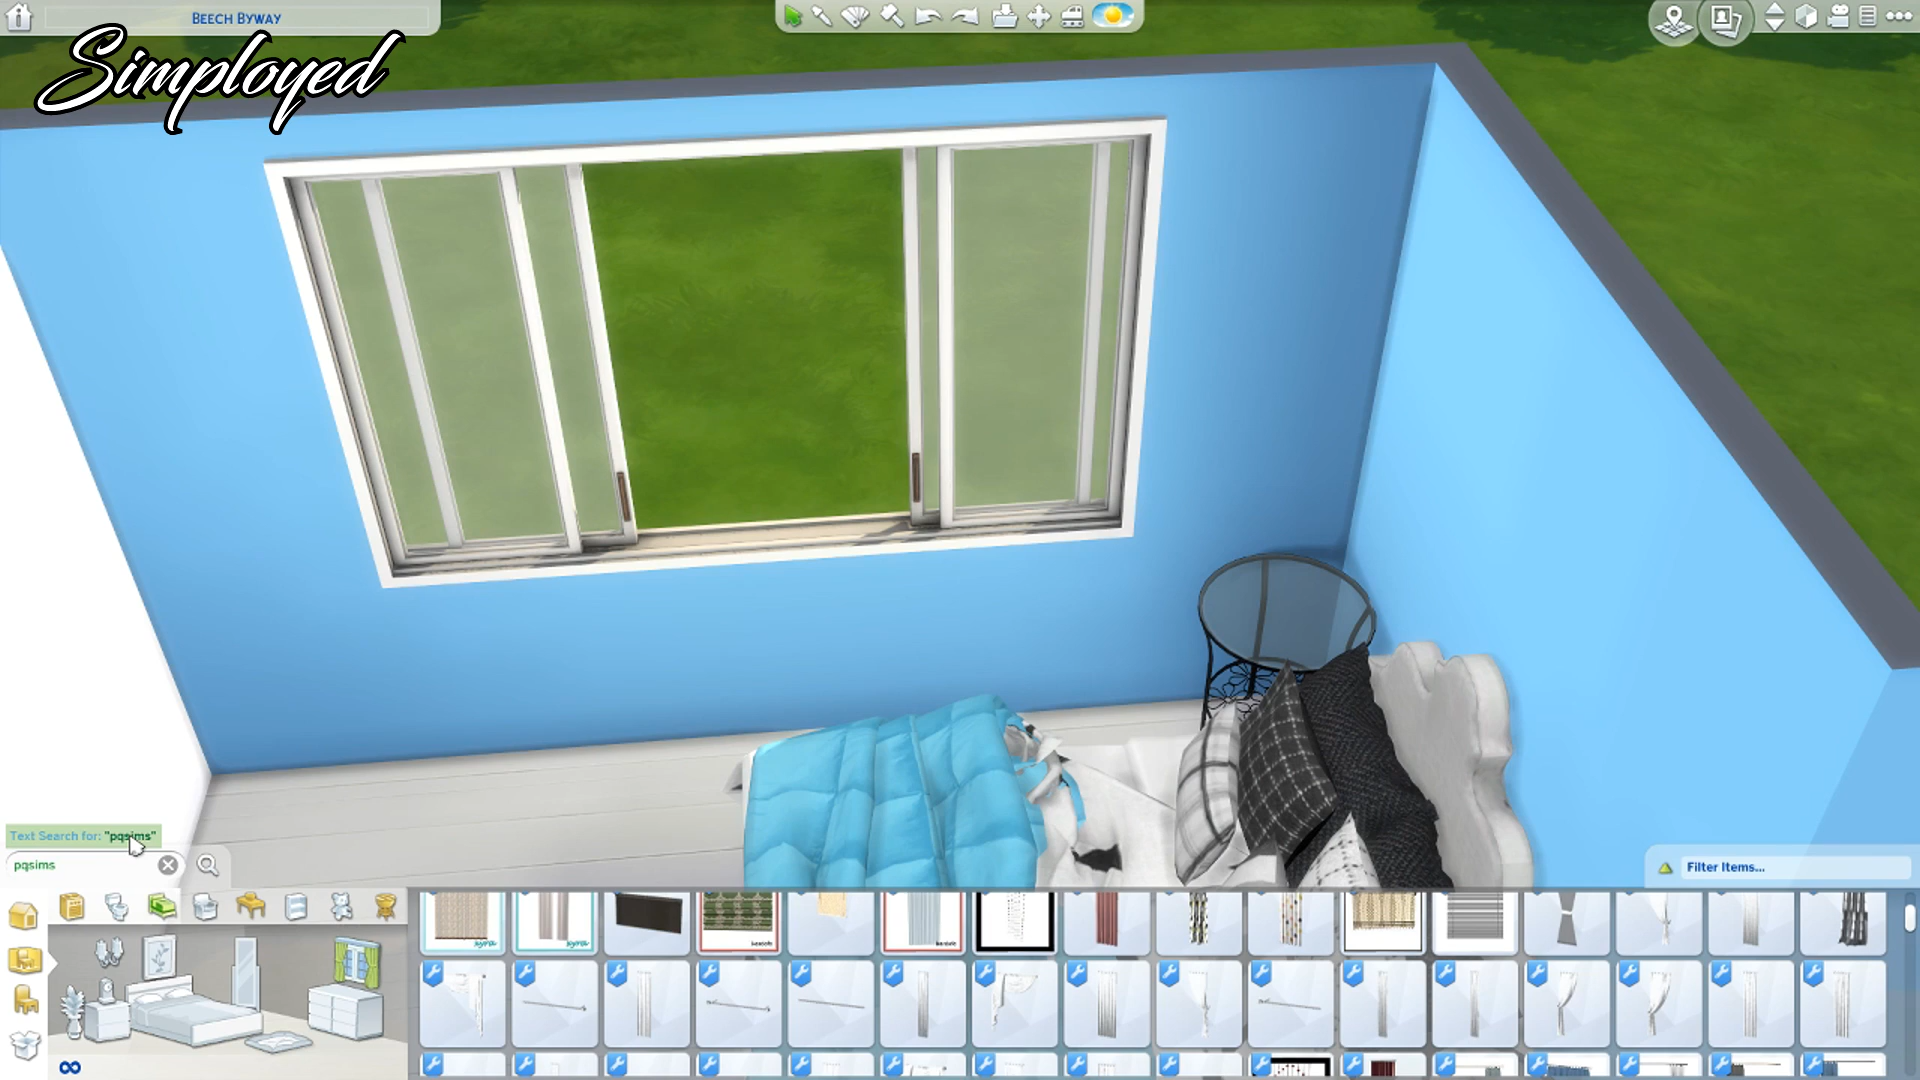 BEECH BYWAY
Simployed
Text Search for: "pqsims"
pqsims
Filter Items...